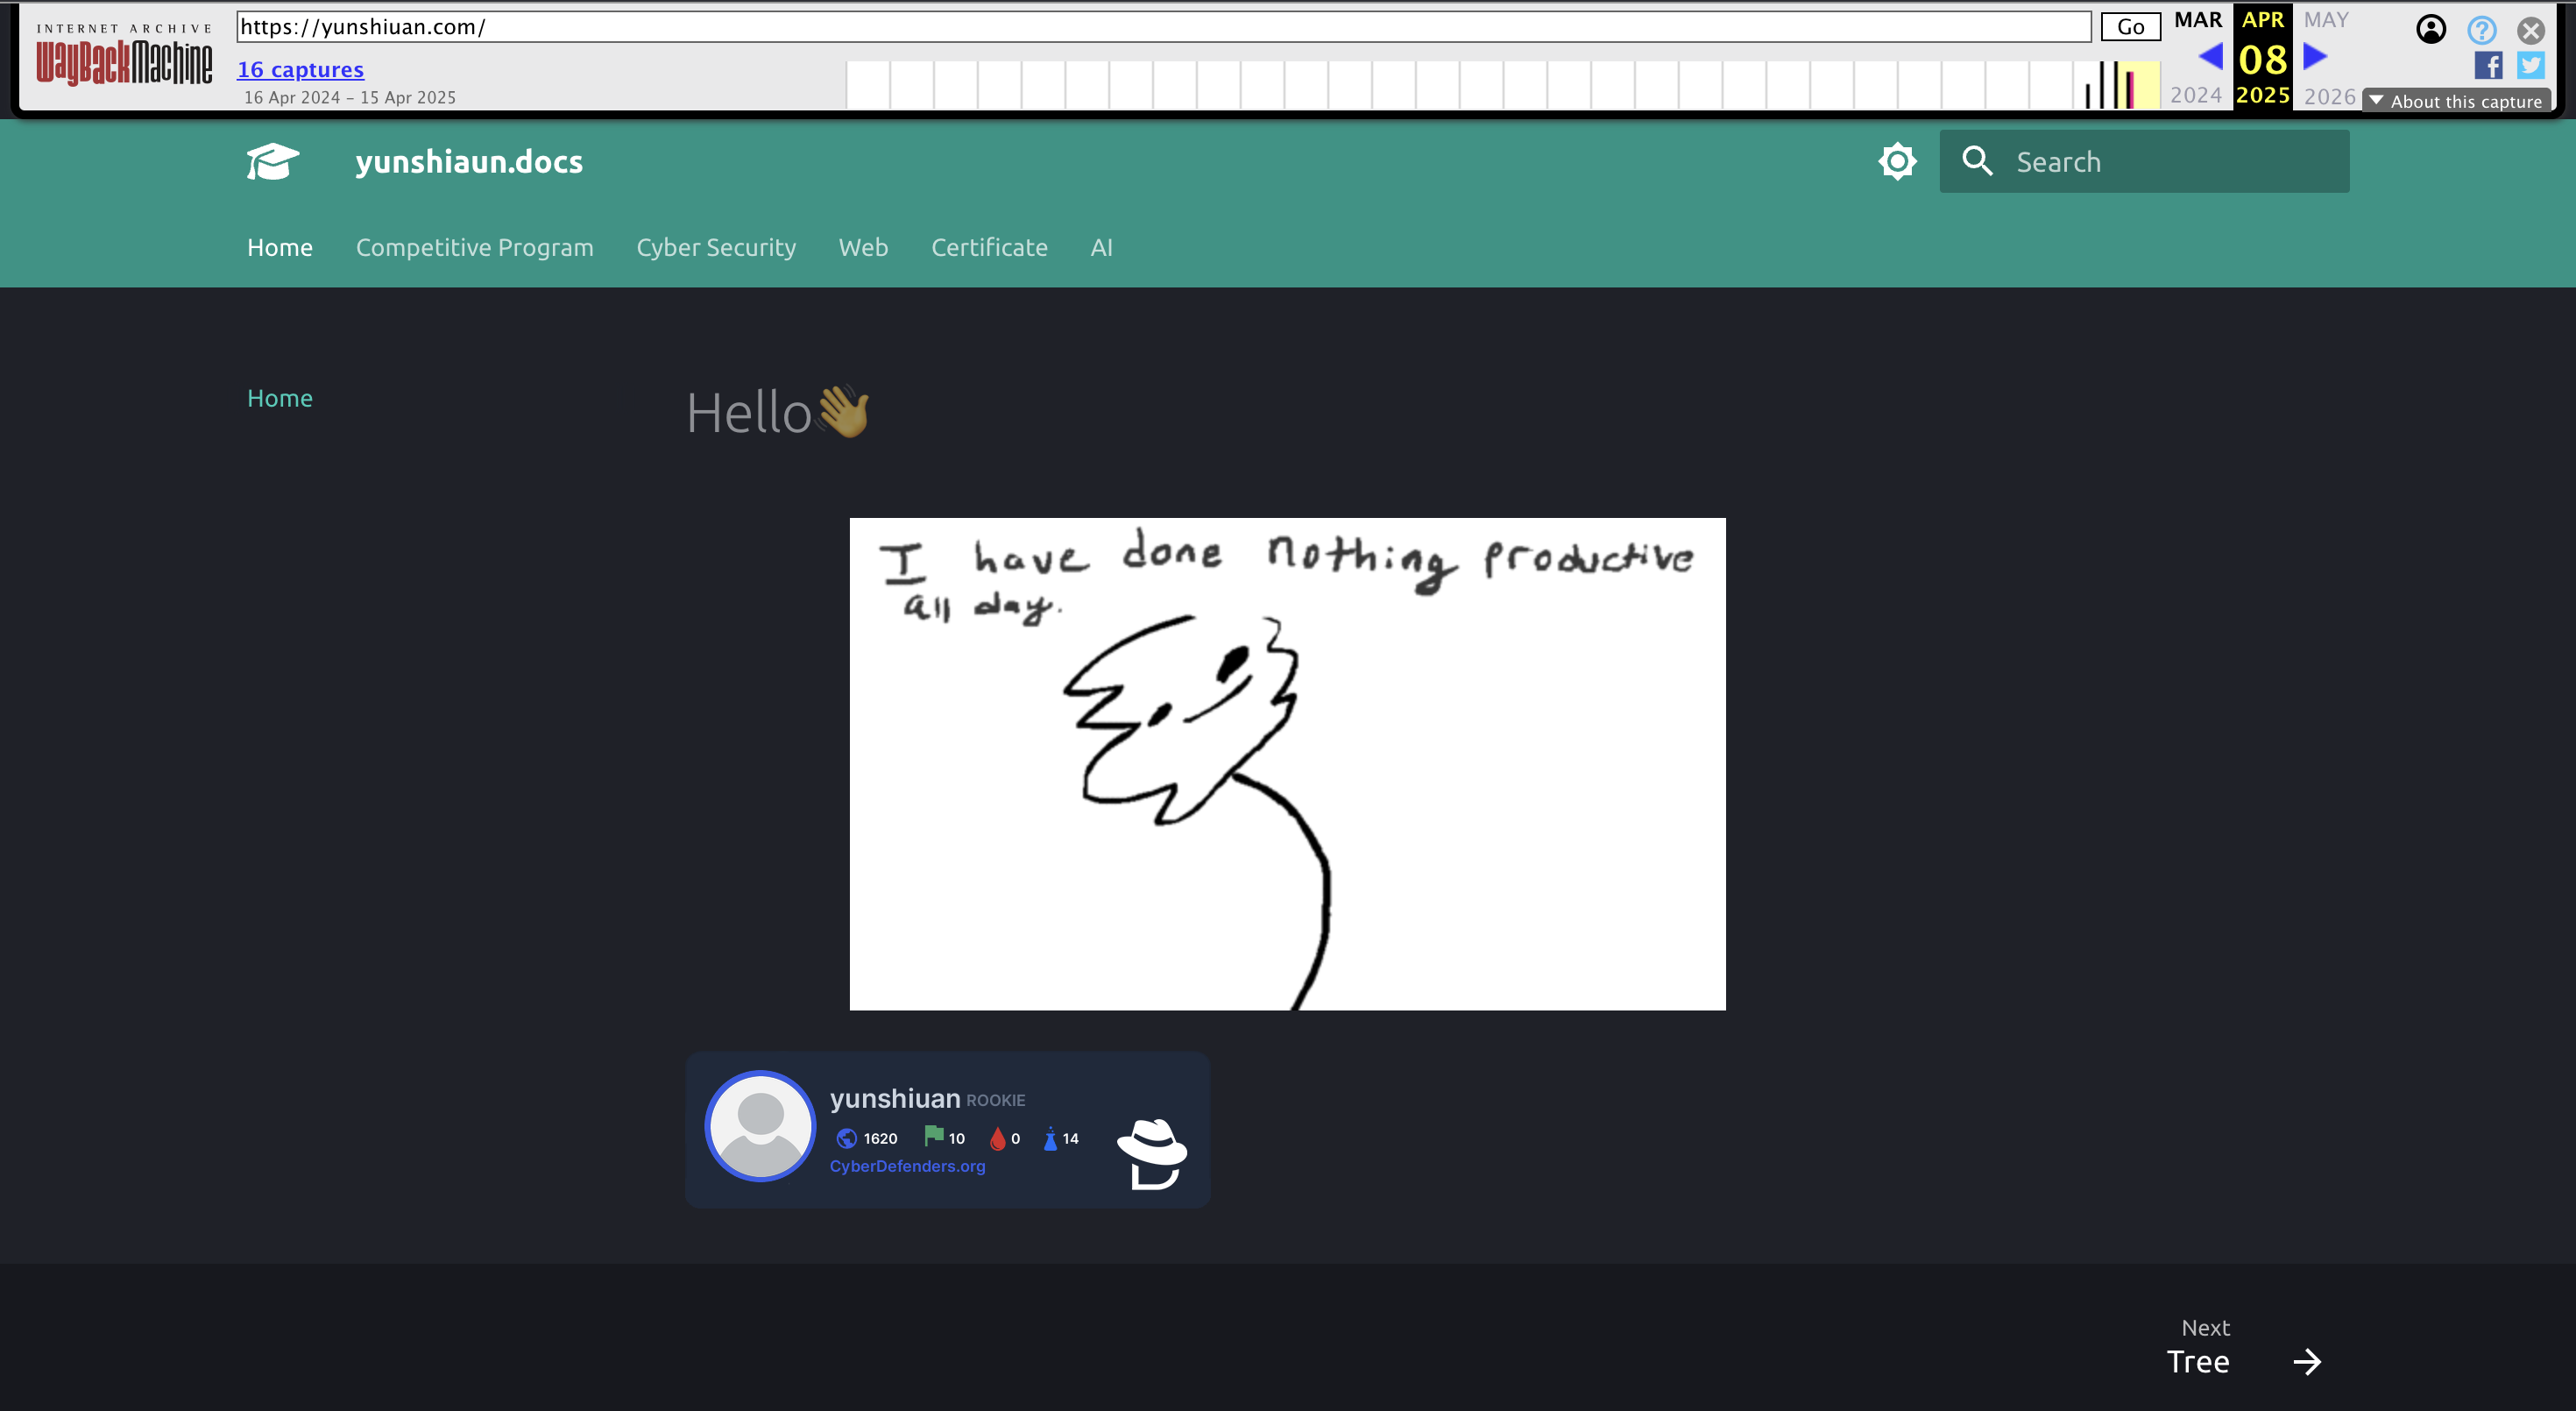 INTERNET ARCHIVE
WayBackMachine
https://yunshiuan.com/
Go
16 captures
16 Apr 2024 – 15 Apr 2025
MAR APR MAY
08
2024 2025 2026
About this capture
yunshiaun.docs
Search
Home Competitive Program Cyber Security Web Certificate AI
Home
Hello👋
I have done nothing productive
all day.
yunshiuan ROOKIE
1620 10 0 14
CyberDefenders.org
Next
Tree